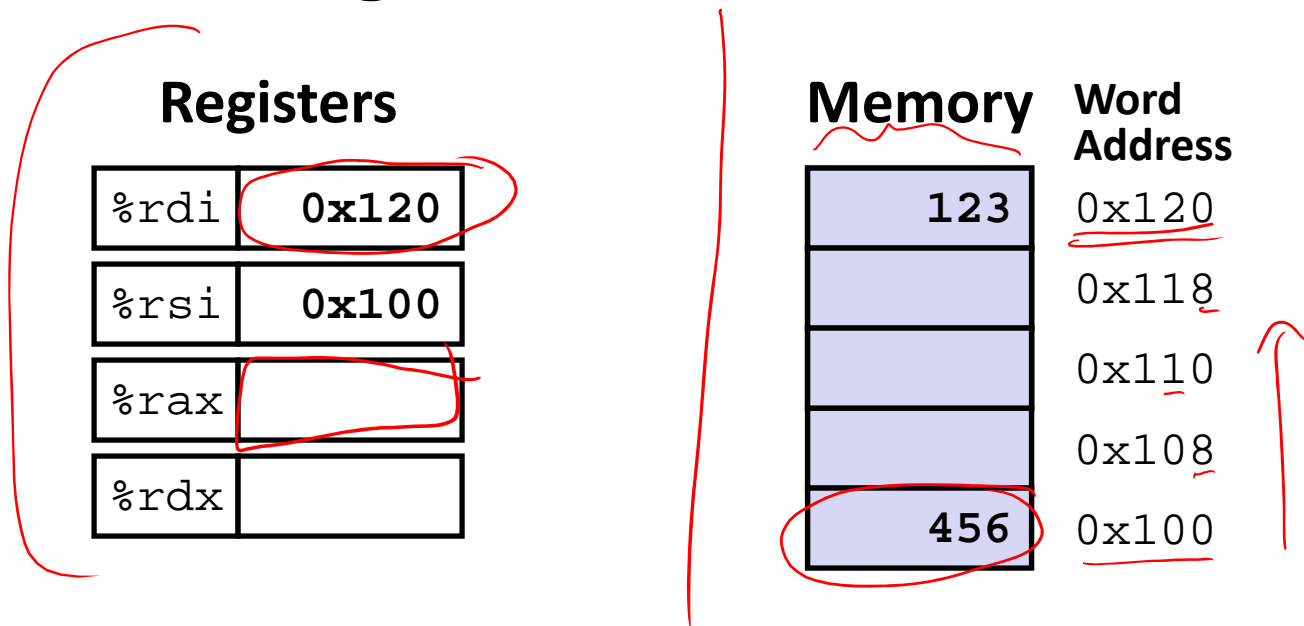 Registers
%rdi 0x120
%rsi 0x100
%rax
%rdx
Memory
Word
Address
123 0x120
0x118
0x110
0x108
456 0x100